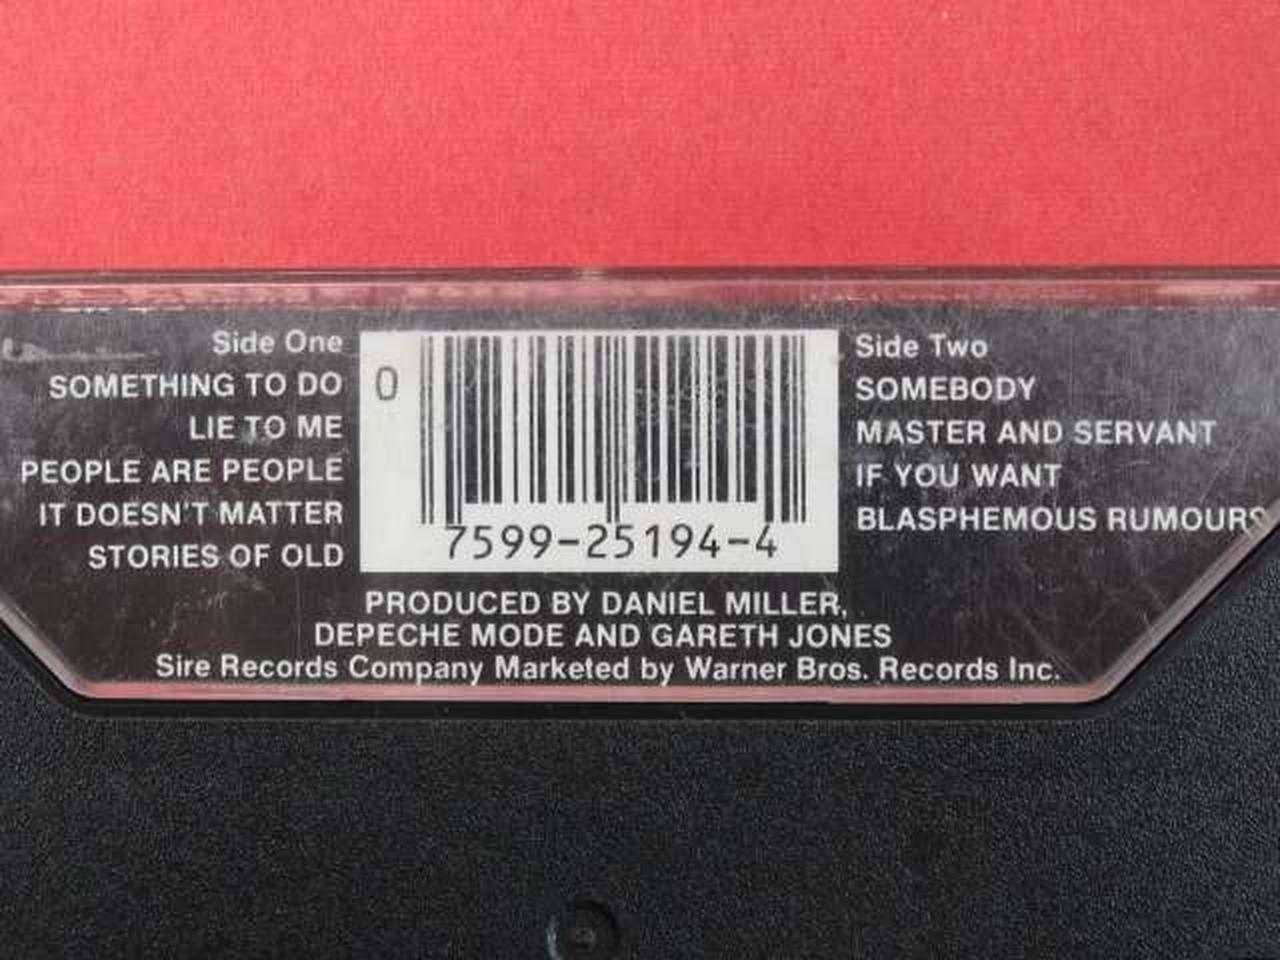 Side One
SOMETHING TO DO
LIE TO ME
PEOPLE ARE PEOPLE
IT DOESN'T MATTER
STORIES OF OLD
0
7599-25194-4
Side Two
SOMEBODY
MASTER AND SERVANT
IF YOU WANT
BLASPHEMOUS RUMOURS
PRODUCED BY DANIEL MILLER,
DEPECHE MODE AND GARETH JONES
Sire Records Company Marketed by Warner Bros. Records Inc.